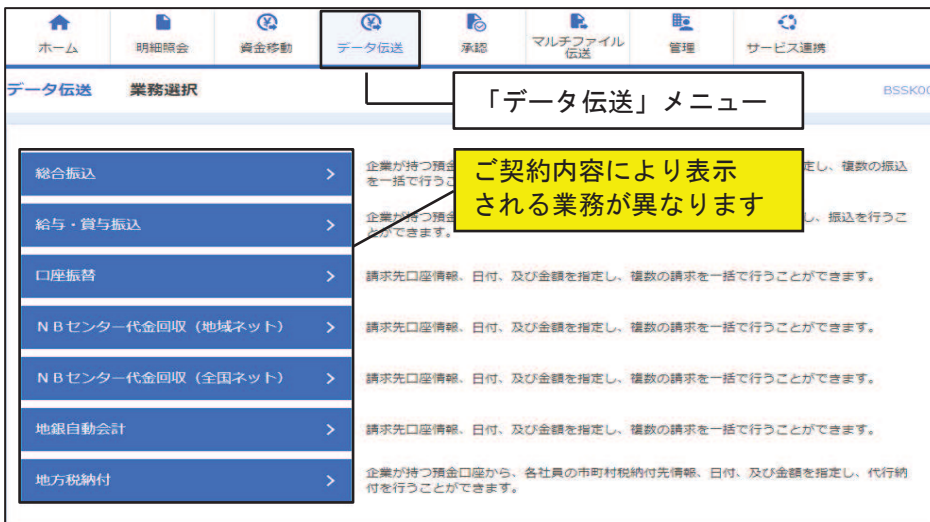 ホーム
明細照会
資金移動
データ伝送
承認
マルチファイル
伝送
管理
サービス連携
データ伝送 業務選択
BSSK00
「データ伝送」メニュー
ご契約内容により表示
される業務が異なります
総合振込
企業が持つ預金
定し、複数の振込
を一括で行うこ
給与・賞与振込
企業が持つ預金
し、振込を行うこ
とができます。
口座振替
請求先口座情報、日付、及び金額を指定し、複数の請求を一括で行うことができます。
NBセンター代金回収（地域ネット）
請求先口座情報、日付、及び金額を指定し、複数の請求を一括で行うことができます。
NBセンター代金回収（全国ネット）
請求先口座情報、日付、及び金額を指定し、複数の請求を一括で行うことができます。
地銀自動会計
請求先口座情報、日付、及び金額を指定し、複数の請求を一括で行うことができます。
地方税納付
企業が持つ預金口座から、各社員の市町村税納付先情報、日付、及び金額を指定し、代行納
付を行うことができます。